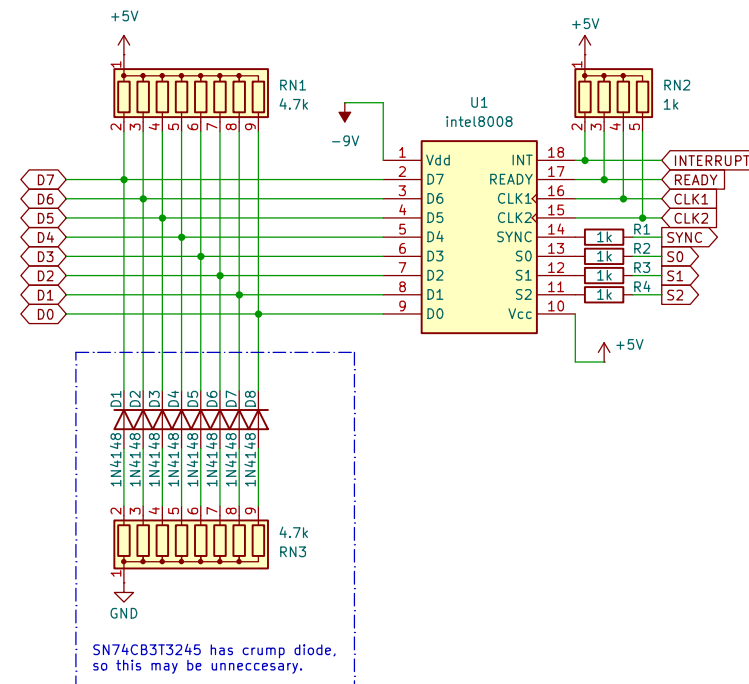 +5V
+5V
1
RN1
4.7k
2 3 4 5 6 7 8 9
1
RN2
1k
2 3 4 5
-9V
U1
intel8008
1 Vdd INT 18 INTERRUPT
D7 2 D7 READY 17 READY
D6 3 D6 CLK1 16 CLK1
D5 4 D5 CLK2 15 CLK2
D4 5 D4 SYNC 14 1k R1 SYNC
D3 6 D3 S0 13 1k R2 S0
D2 7 D2 S1 12 1k R3 S1
D1 8 D1 S2 11 1k R4 S2
D0 9 D0 Vcc 10
+5V
D1 D2 D3 D4 D5 D6 D7 D8
1N4148 1N4148 1N4148 1N4148 1N4148 1N4148 1N4148 1N4148
2 3 4 5 6 7 8 9
4.7k
RN3
1
GND
SN74CB3T3245 has crump diode,
so this may be unneccesary.